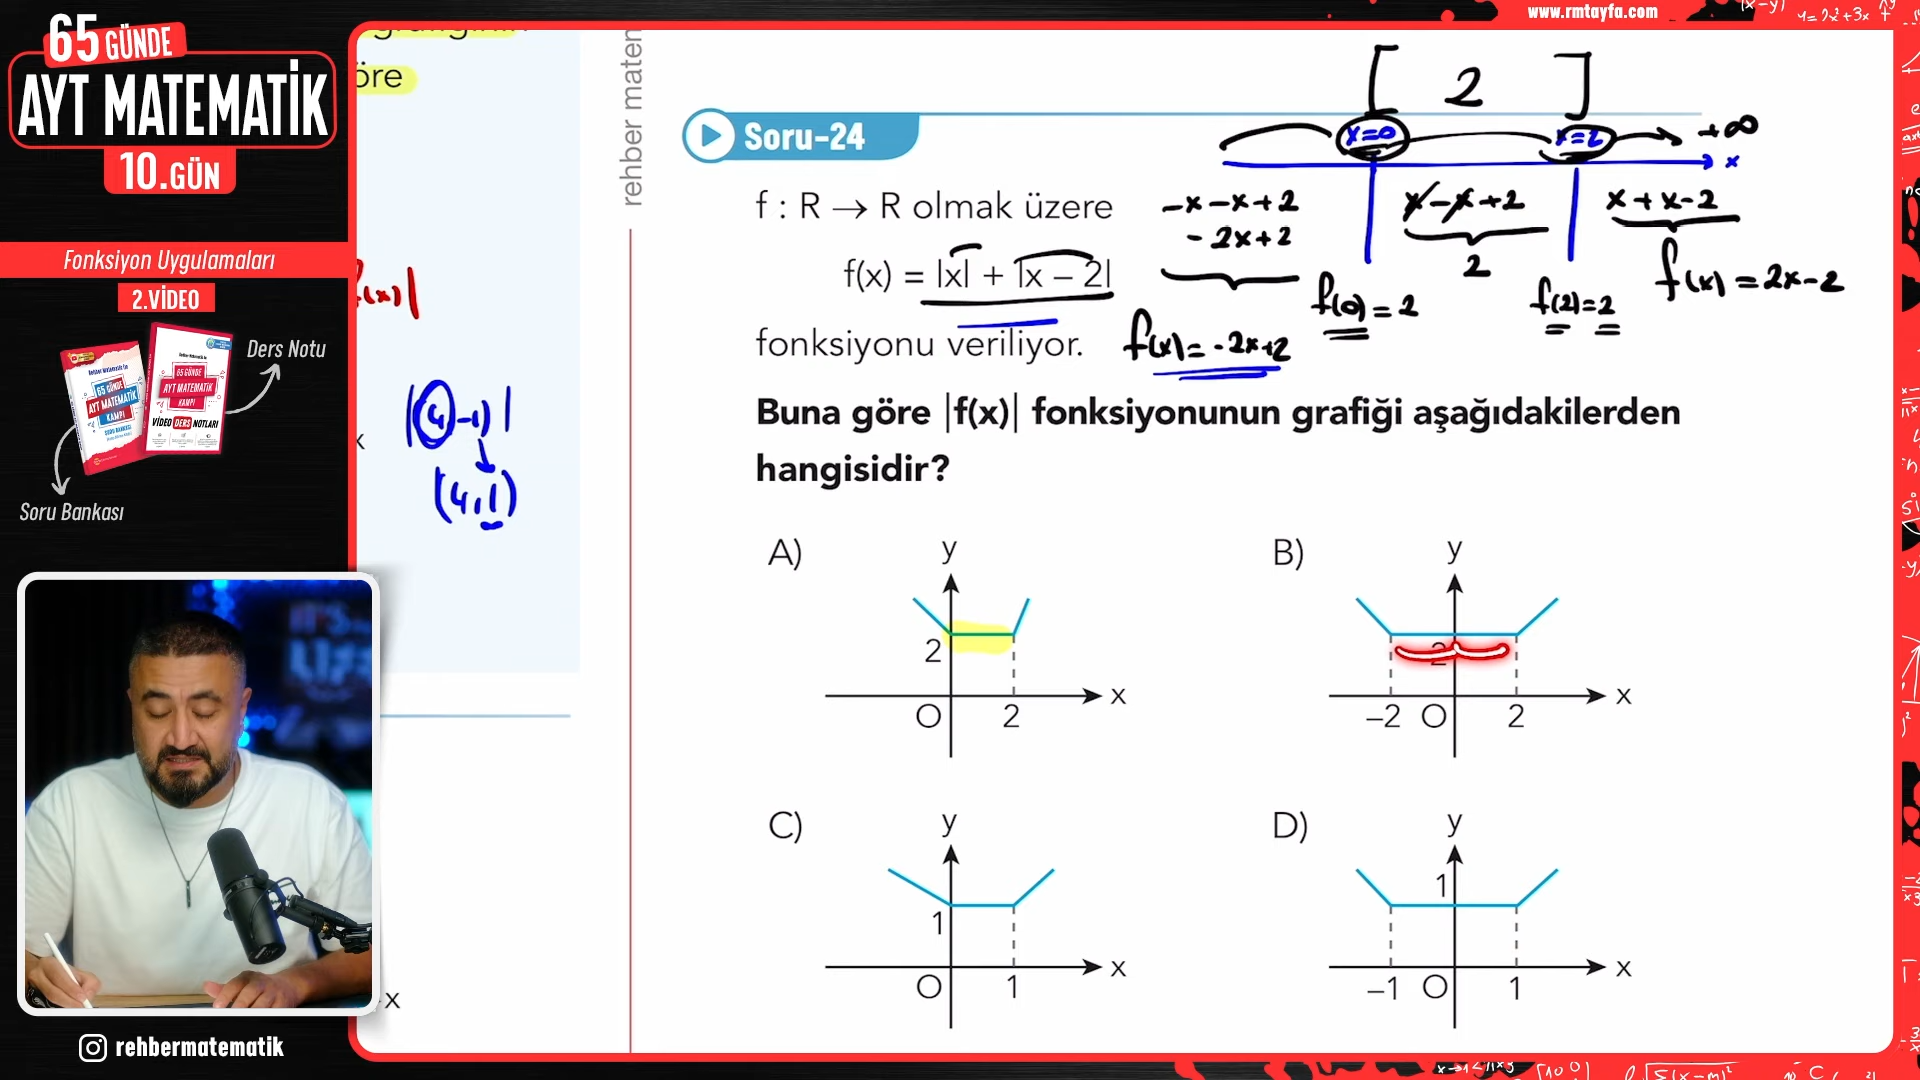 65 GÜNDE
AYT MATEMATİK
10.GÜN
Fonksiyon Uygulamaları
2.VİDEO
Ders Notu
Soru Bankası
rehbermatematik
www.rmtayfa.com
öre
rehber matem
(4,-1)
(4,1)
x
x
Soru-24
[ 2 ]
x=0
x=2
+∞
x
f : R → R olmak üzere
f(x) = |x| + |x – 2|
fonksiyonu veriliyor.
-x-x+2
-2x+2
f(x)=-2x+2
x-x+2
2
f(0)=2
f(2)=2
x+x-2
f(x)=2x-2
Buna göre |f(x)| fonksiyonunun grafiği aşağıdakilerden
hangisidir?
A)
y
2
O
2
x
B)
y
2
–2
O
2
x
C)
y
1
O
1
x
D)
y
1
–1
O
1
x